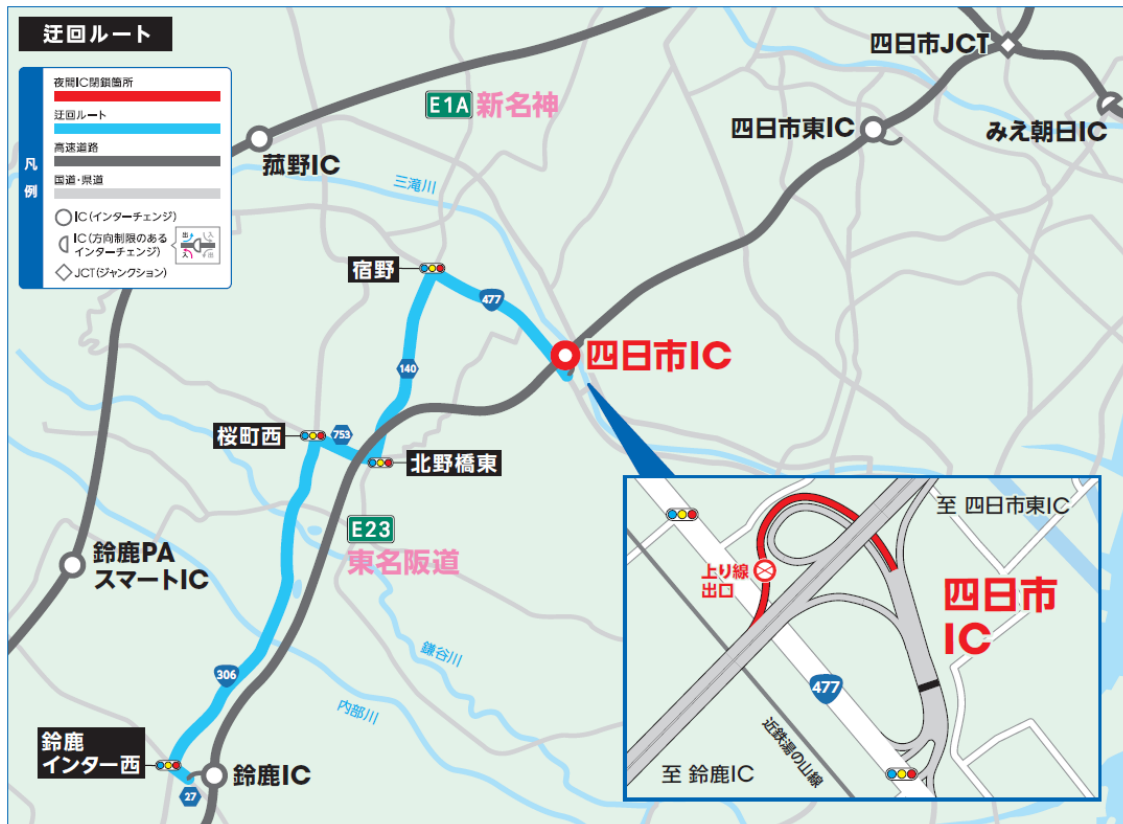 迂回ルート
凡例
夜間IC閉鎖箇所
迂回ルート
高速道路
国道・県道
IC(インターチェンジ)
IC(方向制限のある
インターチェンジ)
出
入
入
出
JCT(ジャンクション)
E1A 新名神
四日市JCT
四日市東IC
みえ朝日IC
菰野IC
三滝川
宿野
477
四日市IC
140
桜町西
753
北野橋東
E23
東名阪道
鈴鹿PA
スマートIC
鎌谷川
306
内部川
鈴鹿
インター西
27
鈴鹿IC
至 四日市東IC
上り線
出口
四日市
IC
477
近鉄湯の山線
至 鈴鹿IC